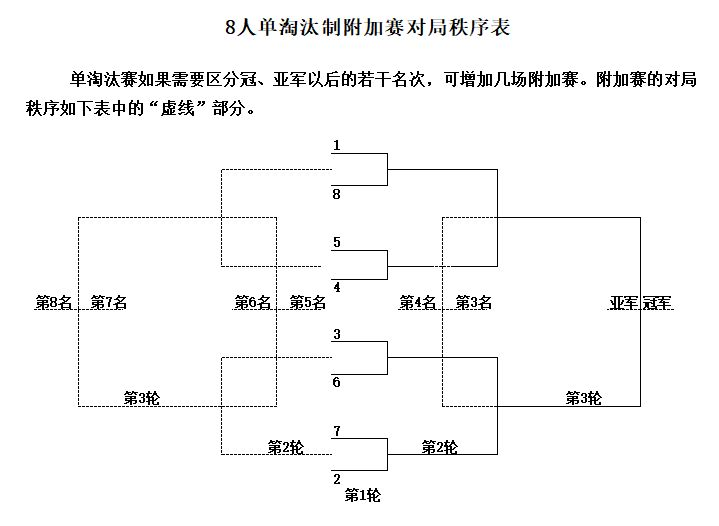 8人单淘汰制附加赛对局秩序表
单淘汰赛如果需要区分冠、亚军以后的若干名次，可增加几场附加赛。附加赛的对局
秩序如下表中的“虚线”部分。
1
8
5
4
第8名 第7名 第6名 第5名 第4名 第3名 亚军 冠军
3
6
第3轮 第3轮
7
第2轮 第2轮
2
第1轮